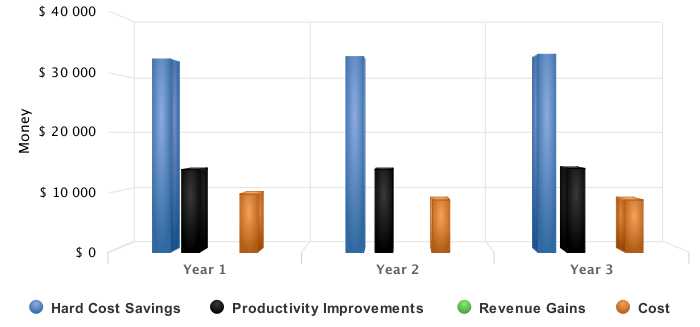 $ 40 000
$ 30 000
$ 20 000
$ 10 000
$ 0
Money
Year 1 Year 2 Year 3
Hard Cost Savings Productivity Improvements Revenue Gains Cost